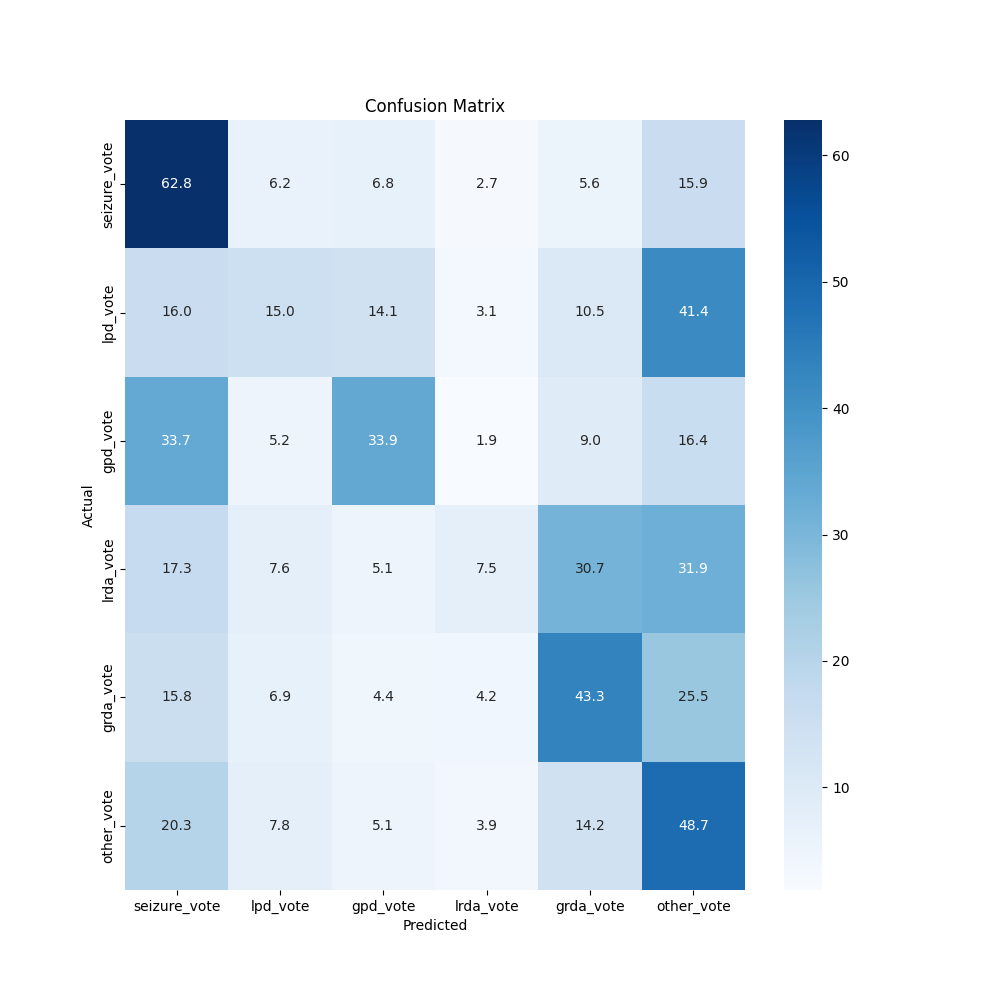 Confusion Matrix
seizure_vote 62.8 6.2 6.8 2.7 5.6 15.9
lpd_vote 16.0 15.0 14.1 3.1 10.5 41.4
gpd_vote 33.7 5.2 33.9 1.9 9.0 16.4
lrda_vote 17.3 7.6 5.1 7.5 30.7 31.9
grda_vote 15.8 6.9 4.4 4.2 43.3 25.5
other_vote 20.3 7.8 5.1 3.9 14.2 48.7
Actual
seizure_vote lpd_vote gpd_vote lrda_vote grda_vote other_vote
Predicted
60
50
40
30
20
10